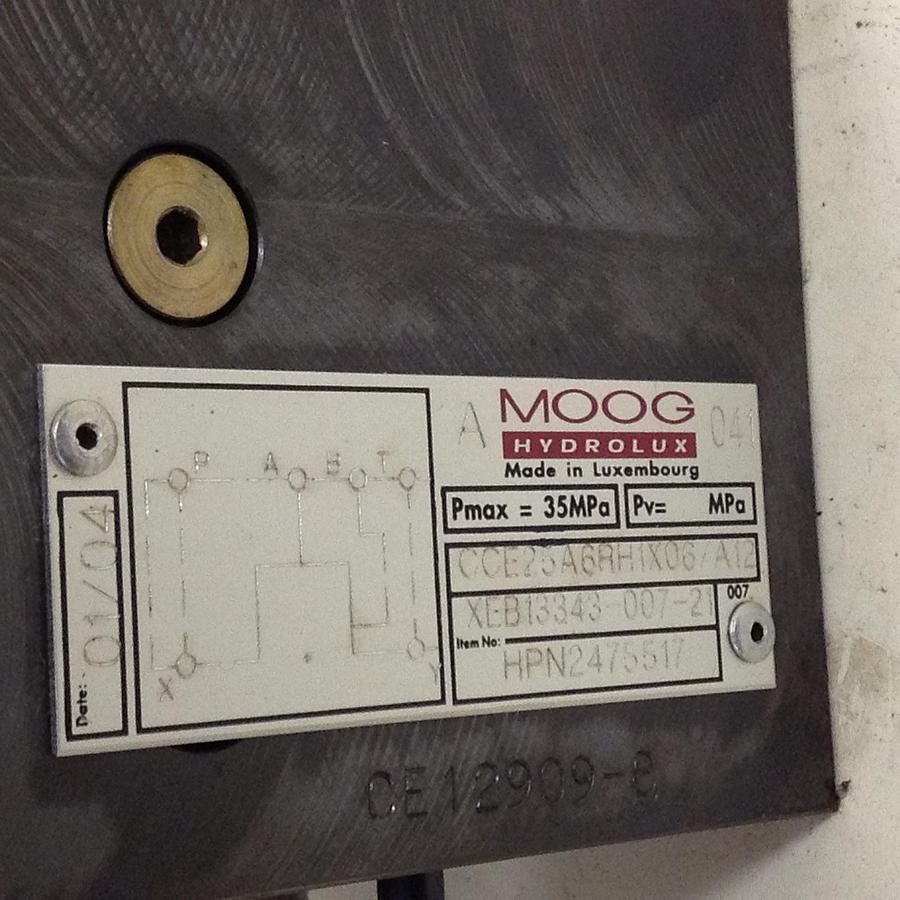 P A B T
X
Y
Date: 01/04
A MOOG 041
HYDROLUX
Made in Luxembourg
Pmax = 35MPa Pv= MPa
CCE25A6RH1X06/A12
XEB13343-007-21 007
Item No:
HPN2475517
CE12909-C